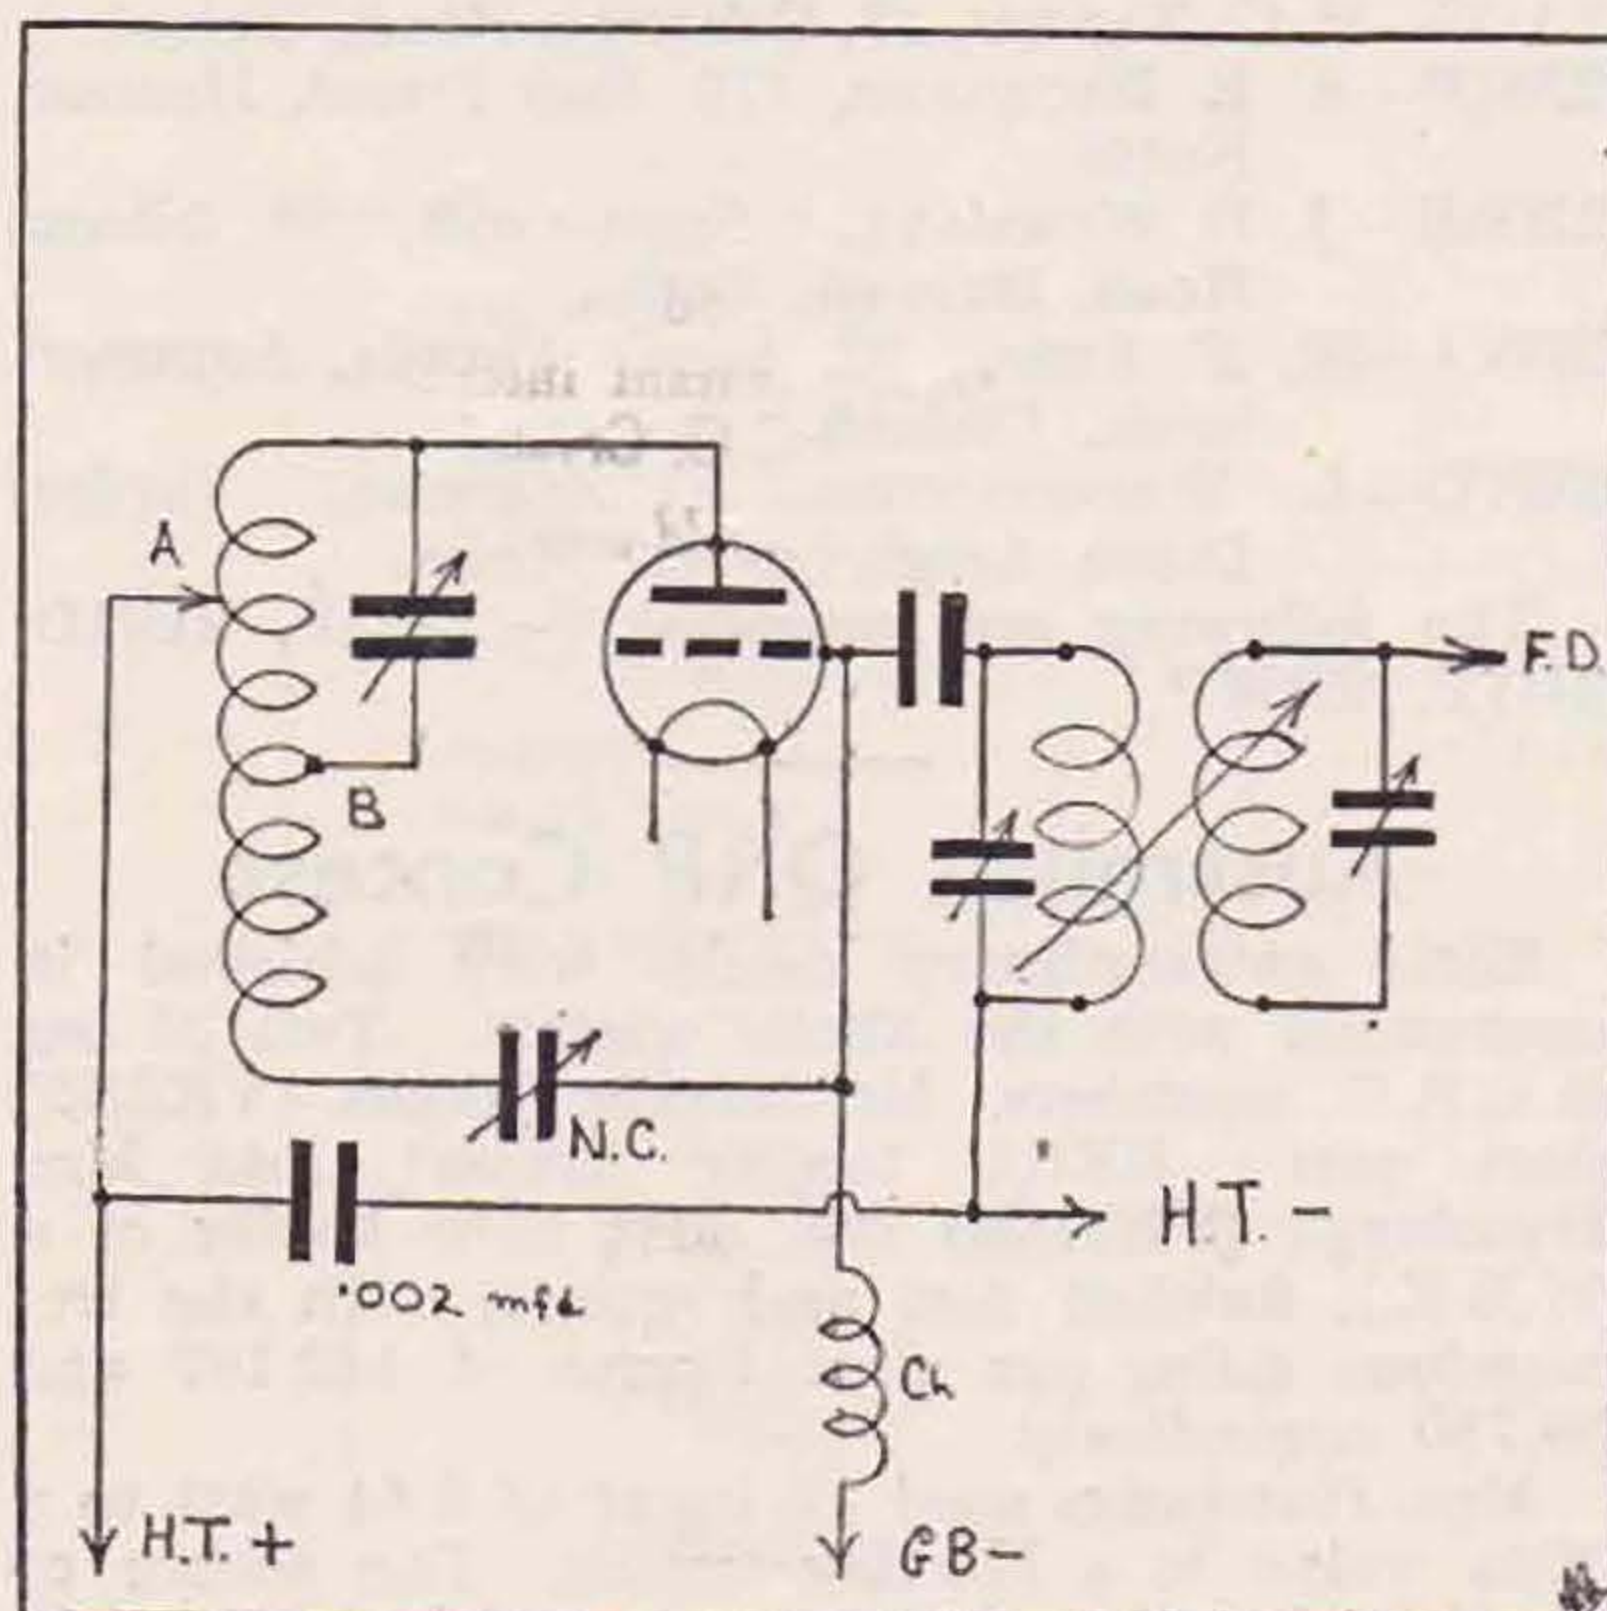 A
F.D.
B
N.C.
H.T. -
.002 mfd
Ch
H.T. +
GB -